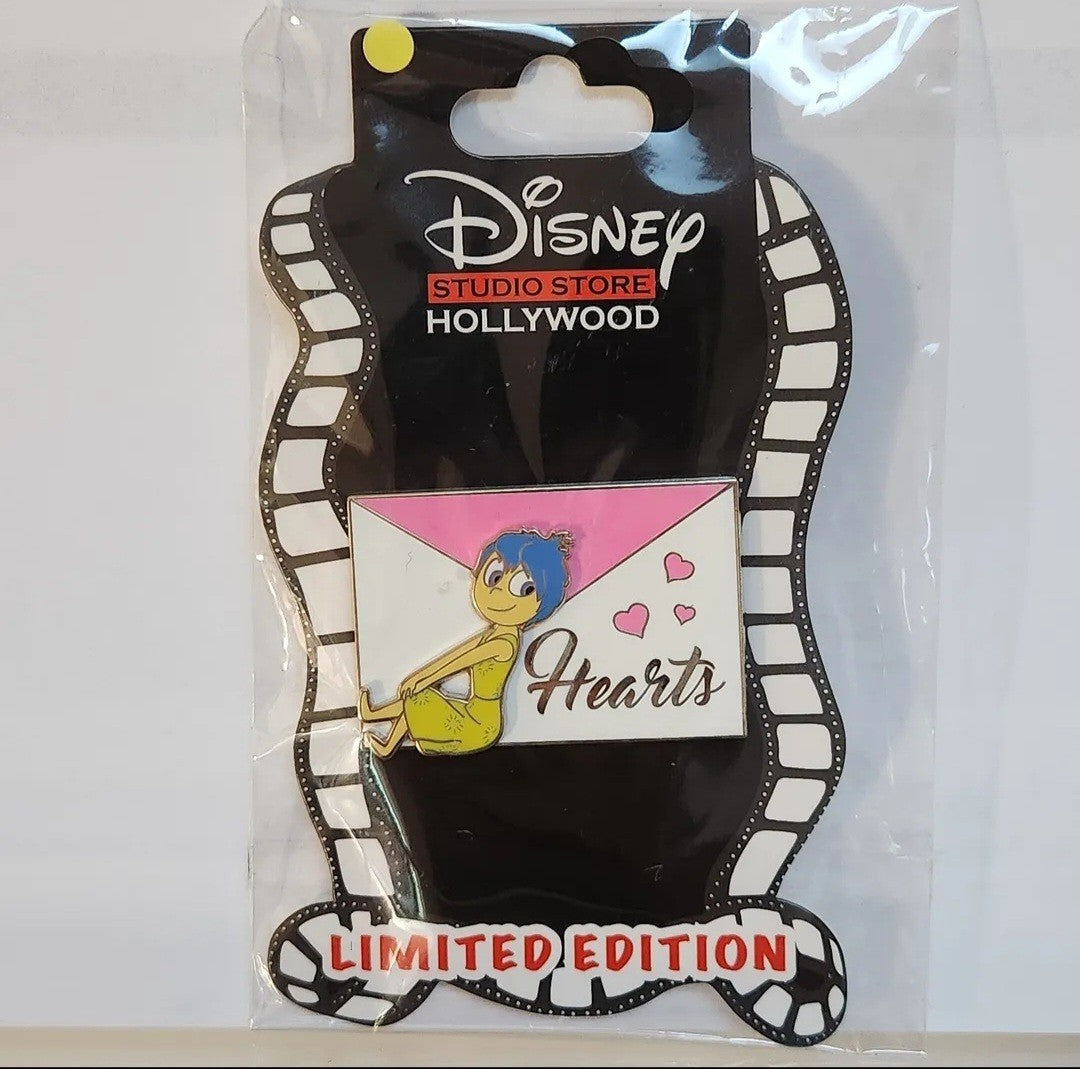 Disney
STUDIO STORE
HOLLYWOOD
Hearts
LIMITED EDITION